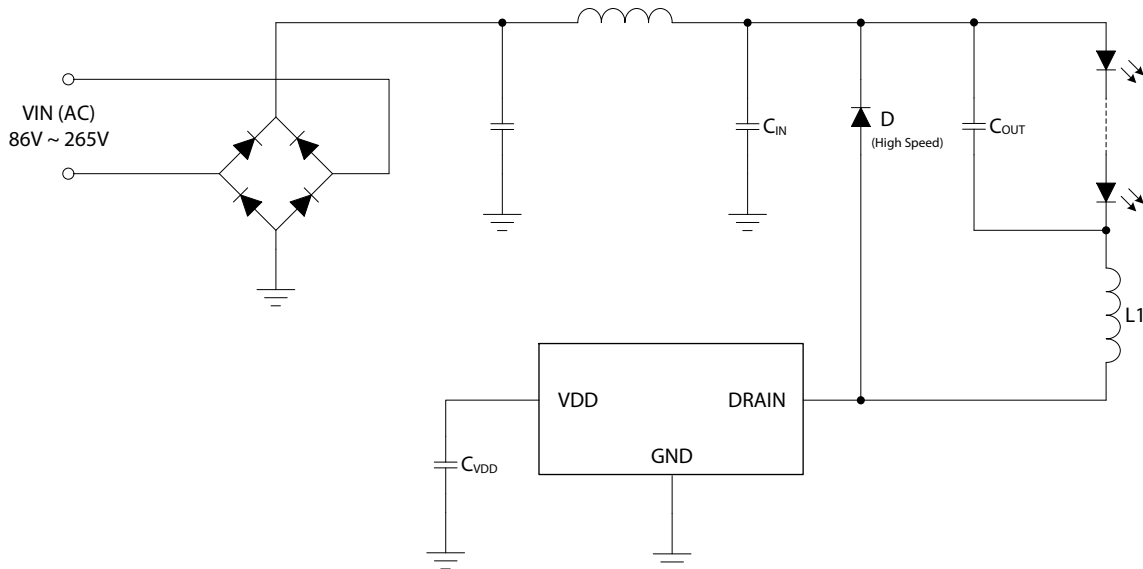 VIN (AC)
86V ~ 265V
CIN
D
(High Speed)
COUT
L1
VDD
DRAIN
GND
CVDD